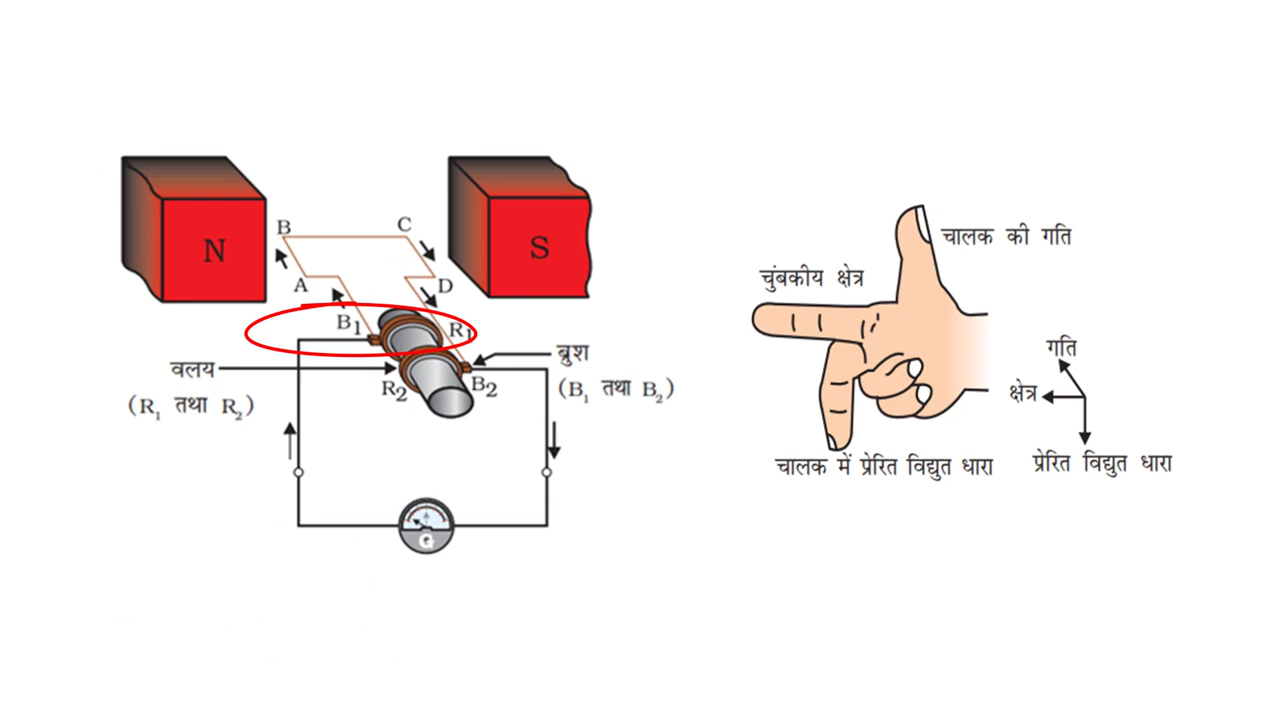 N
S
B
C
A
D
B₁
R₁
वलय
(R₁ तथा R₂)
R₂
B₂
ब्रुश
(B₁ तथा B₂)
G
चालक की गति
चुंबकीय क्षेत्र
चालक में प्रेरित विद्युत धारा
गति
क्षेत्र
प्रेरित विद्युत धारा